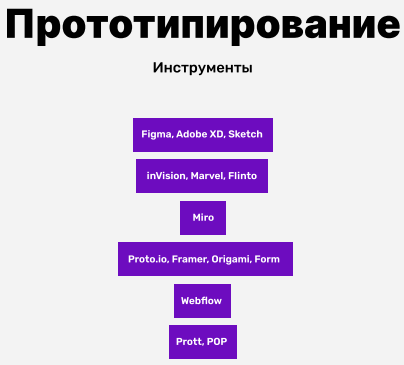 Прототипирование
Инструменты
Figma, Adobe XD, Sketch
inVision, Marvel, Flinto
Miro
Proto.io, Framer, Origami, Form
Webflow
Prott, POP